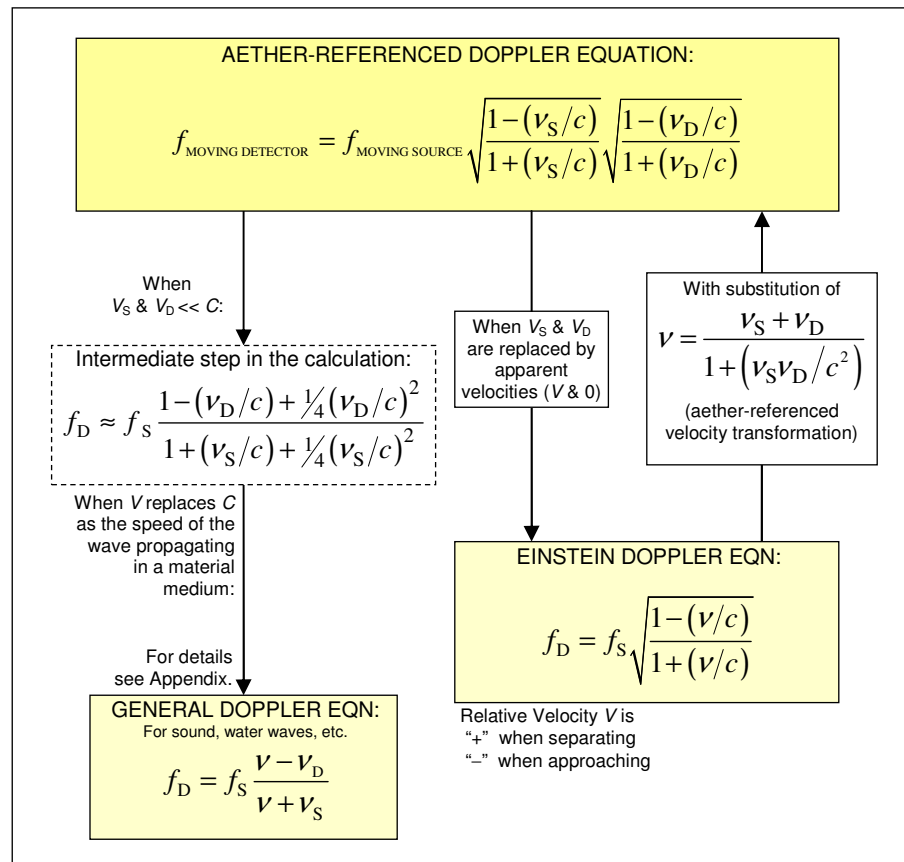 AETHER-REFERENCED DOPPLER EQUATION:
f_MOVING DETECTOR = f_MOVING SOURCE √((1−(v_S/c))/(1+(v_S/c))) √((1−(v_D/c))/(1+(v_D/c)))
When
V_S & V_D << C:
Intermediate step in the calculation:
f_D ≈ f_S (1−(v_D/c)+¼(v_D/c)²)/(1+(v_S/c)+¼(v_S/c)²)
When V replaces C
as the speed of the
wave propagating
in a material
medium:
For details
see Appendix.
GENERAL DOPPLER EQN:
For sound, water waves, etc.
f_D = f_S (v−v_D)/(v+v_S)
When V_S & V_D
are replaced by
apparent
velocities (V & 0)
With substitution of
v = (v_S+v_D)/(1+(v_S v_D/c²))
(aether-referenced
velocity transformation)
EINSTEIN DOPPLER EQN:
f_D = f_S √((1−(v/c))/(1+(v/c)))
Relative Velocity V is
“+” when separating
“–” when approaching